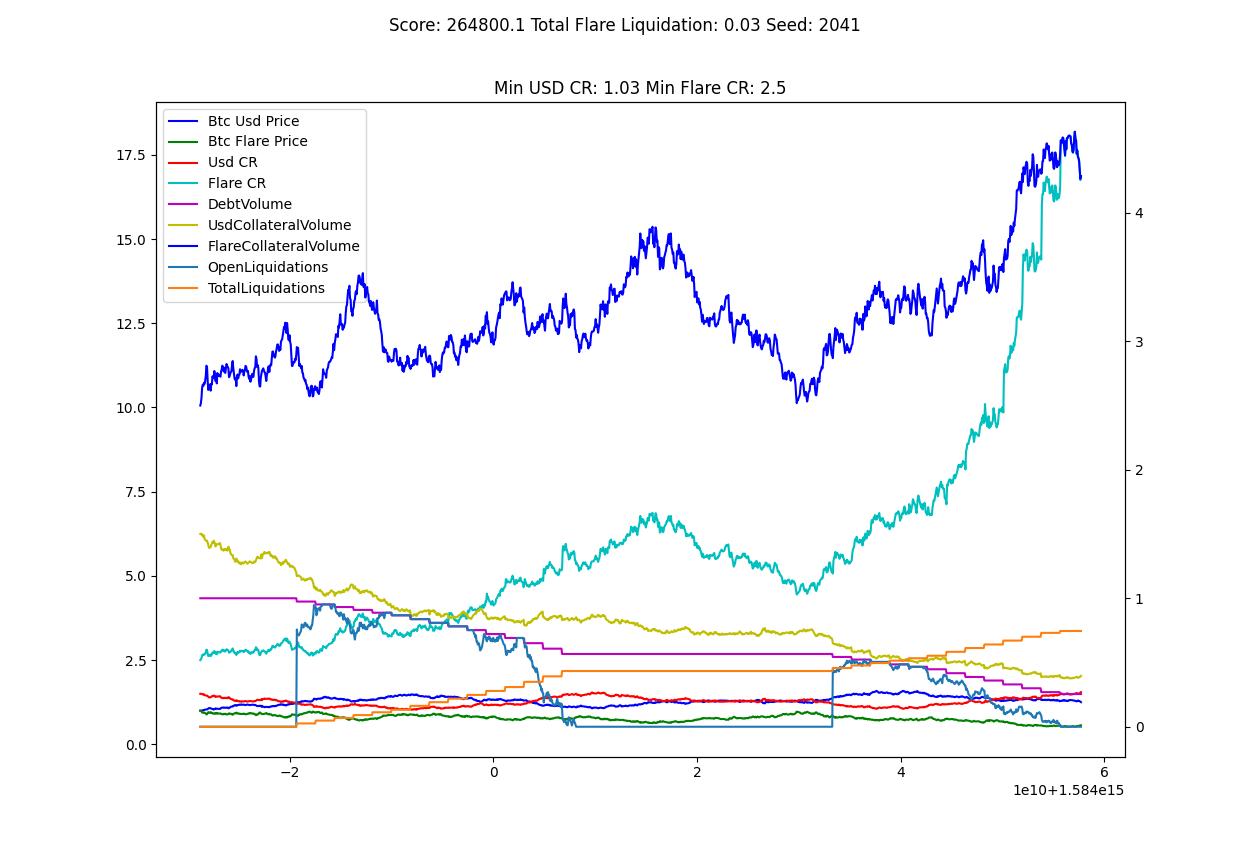 Score: 264800.1 Total Flare Liquidation: 0.03 Seed: 2041
Min USD CR: 1.03 Min Flare CR: 2.5
Btc Usd Price
Btc Flare Price
Usd CR
Flare CR
DebtVolume
UsdCollateralVolume
FlareCollateralVolume
OpenLiquidations
TotalLiquidations
17.5
15.0
12.5
10.0
7.5
5.0
2.5
0.0
4
3
2
1
0
−2
0
2
4
6
1e10+1.584e15